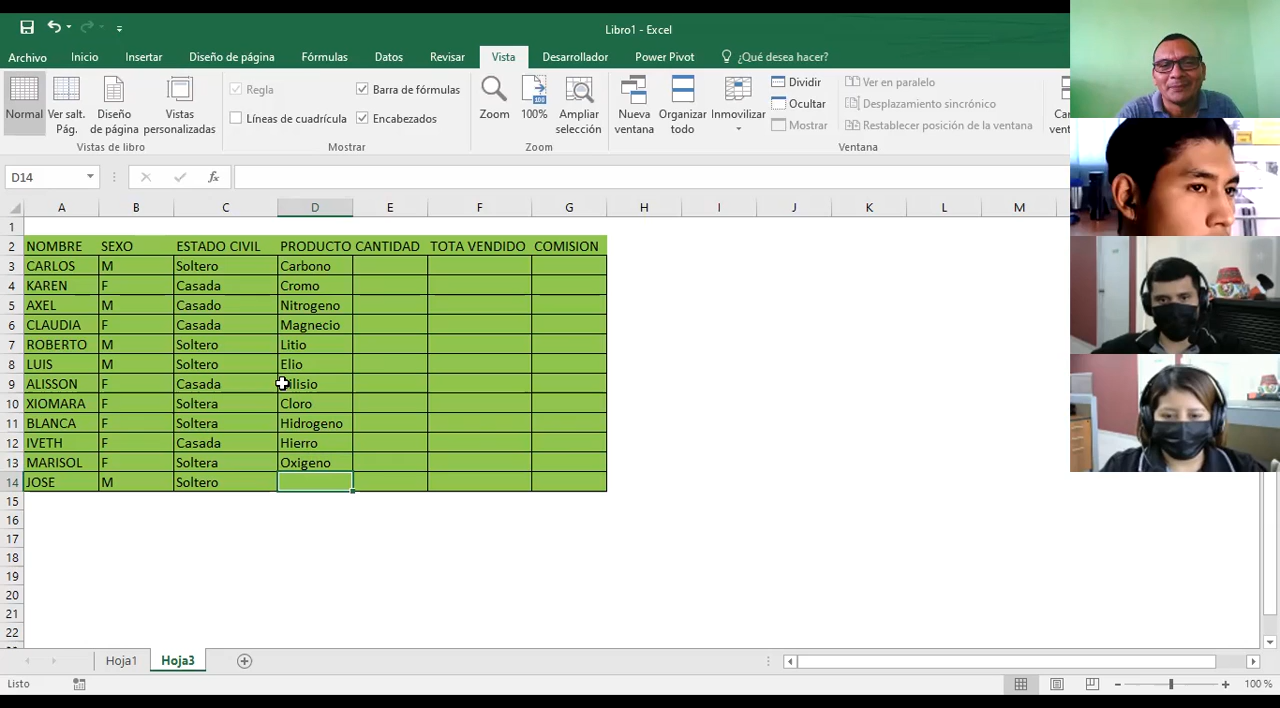 Libro1 - Excel
Archivo Inicio Insertar Diseño de página Fórmulas Datos Revisar Vista Desarrollador Power Pivot ¿Qué desea hacer?
Normal Ver salt. Pág. Diseño de página Vistas personalizadas
Vistas de libro
Regla Barra de fórmulas
Líneas de cuadrícula Encabezados
Mostrar
Zoom 100% Ampliar selección
Zoom
Nueva ventana Organizar todo Inmovilizar
Dividir
Ocultar
Mostrar
Ver en paralelo
Desplazamiento sincrónico
Restablecer posición de la ventana
Ventana
D14 fx
A B C D E F G H I J K L M
1
2 NOMBRE SEXO ESTADO CIVIL PRODUCTO CANTIDAD TOTA VENDIDO COMISION
3 CARLOS M Soltero Carbono
4 KAREN F Casada Cromo
5 AXEL M Casado Nitrogeno
6 CLAUDIA F Casada Magnecio
7 ROBERTO M Soltero Litio
8 LUIS M Soltero Elio
9 ALISSON F Casada
10 XIOMARA F Soltera Cloro
11 BLANCA F Soltera Hidrogeno
12 IVETH F Casada Hierro
13 MARISOL F Soltera Oxigeno
14 JOSE M Soltero
15
16
17
18
19
20
21
22
Hoja1 Hoja3
Listo 100 %